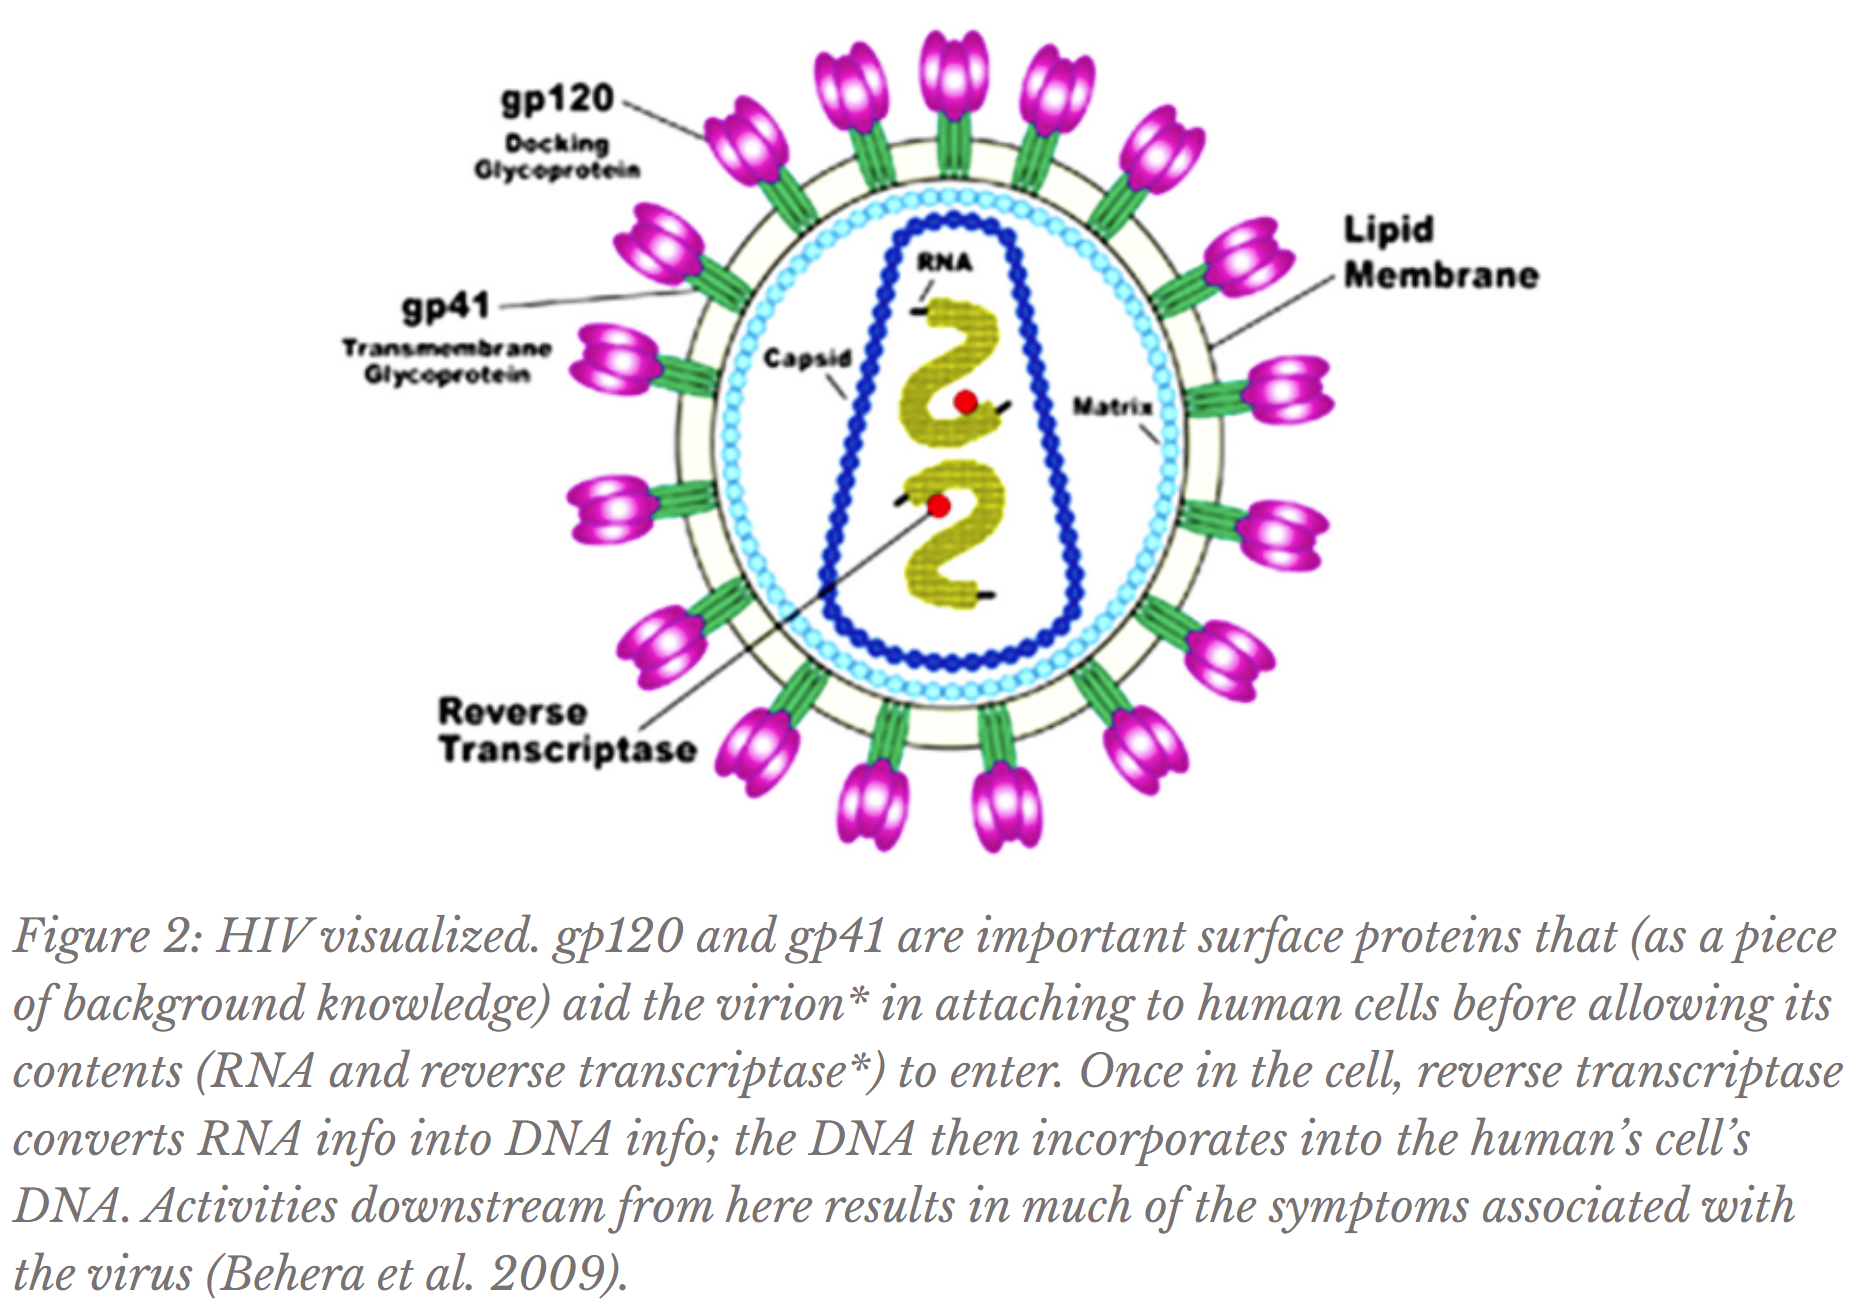 gp120
Docking
Glycoprotein
gp41
Transmembrane
Glycoprotein
RNA
Capsid
Matrix
Lipid
Membrane
Reverse
Transcriptase
Figure 2: HIV visualized. gp120 and gp41 are important surface proteins that (as a piece
of background knowledge) aid the virion* in attaching to human cells before allowing its
contents (RNA and reverse transcriptase*) to enter. Once in the cell, reverse transcriptase
converts RNA info into DNA info; the DNA then incorporates into the human’s cell’s
DNA. Activities downstream from here results in much of the symptoms associated with
the virus (Behera et al. 2009).